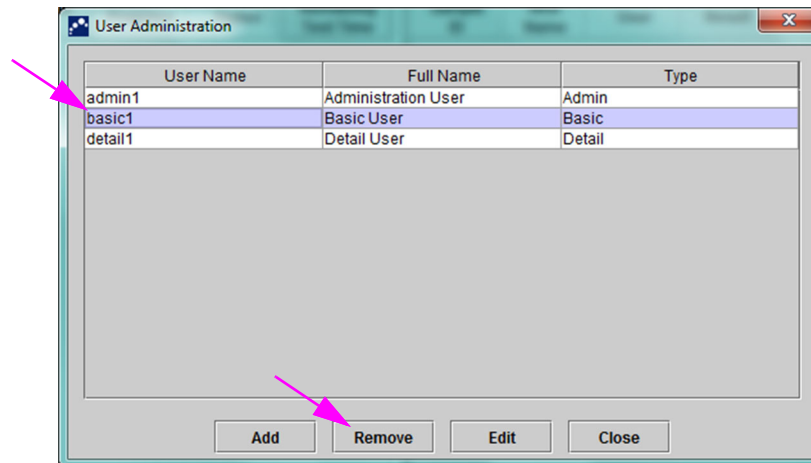 User Administration
User Name Full Name Type
admin1 Administration User Admin
basic1 Basic User Basic
detail1 Detail User Detail
Add Remove Edit Close